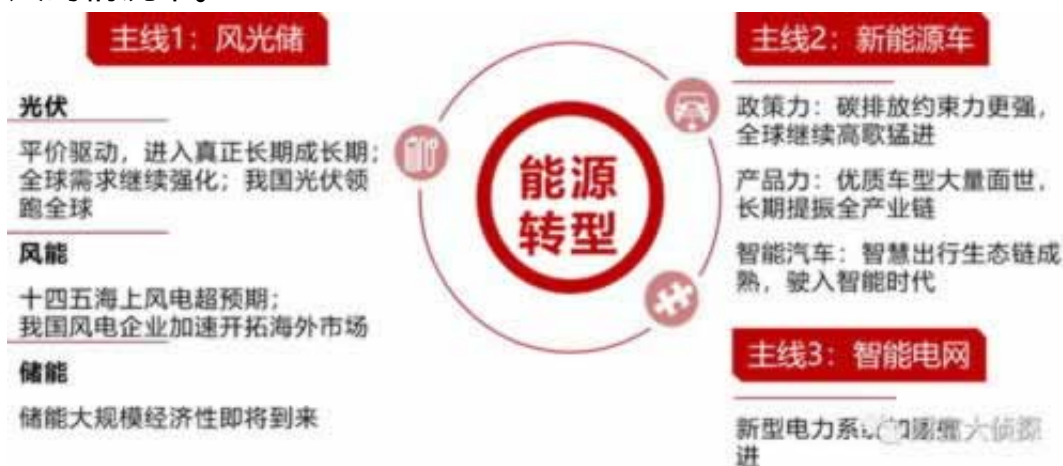 主线1：风光储
光伏
平价驱动，进入真正长期成长期；
全球需求继续强化；我国光伏领
跑全球
风能
十四五海上风电超预期；
我国风电企业加速开拓海外市场
储能
储能大规模经济性即将到来
能源
转型
主线2：新能源车
政策力：碳排放约束力更强，
全球继续高歌猛进
产品力：优质车型大量面世，
长期提振全产业链
智能汽车：智慧出行生态链成
熟，驶入智能时代
主线3：智能电网
新型电力系 大侦探
进